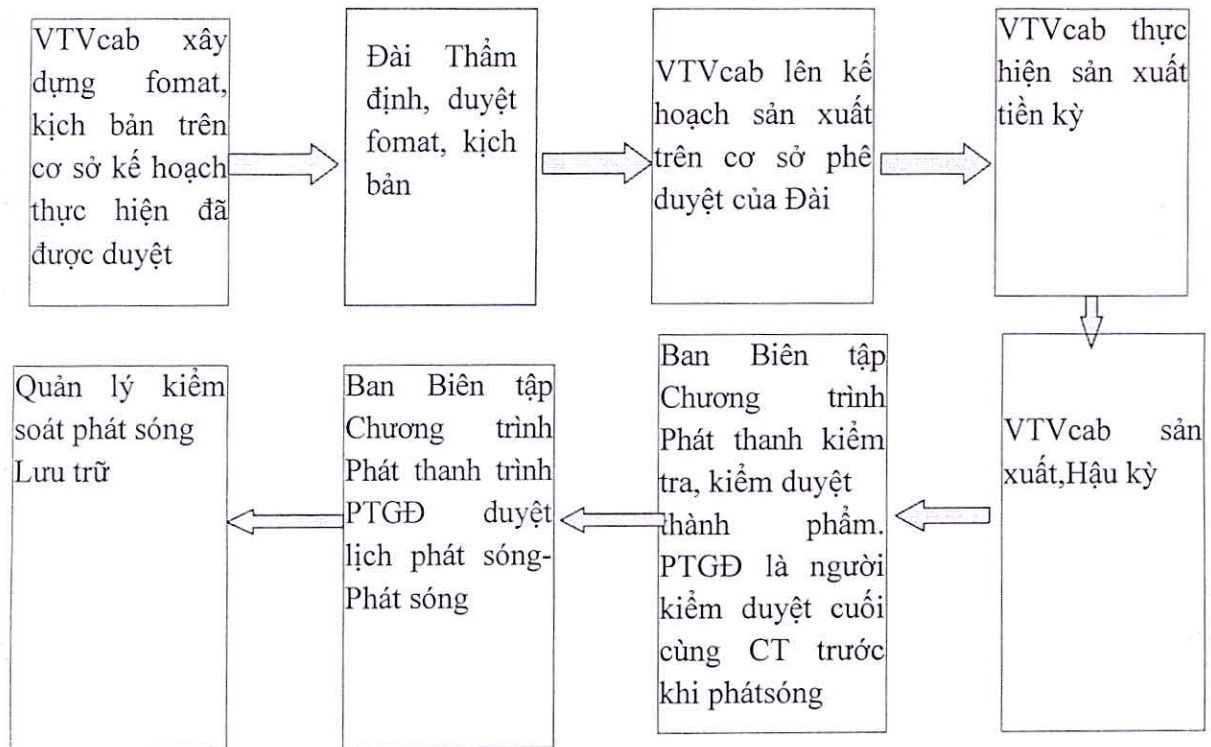 VTVcab xây
dựng fomat,
kịch bản trên
cơ sở kế hoạch
thực hiện đã
được duyệt
Đài Thẩm
định, duyệt
fomat, kịch
bản
VTVcab lên kế
hoạch sản xuất
trên cơ sở phê
duyệt của Đài
VTVcab thực
hiện sản xuất
tiền kỳ
VTVcab sản
xuất,Hậu kỳ
Ban Biên tập
Chương trình
Phát thanh kiểm
tra, kiểm duyệt
thành phẩm.
PTGĐ là người
kiểm duyệt cuối
cùng CT trước
khi phátsóng
Ban Biên tập
Chương trình
Phát thanh trình
PTGĐ duyệt
lịch phát sóng-
Phát sóng
Quản lý kiểm
soát phát sóng
Lưu trữ